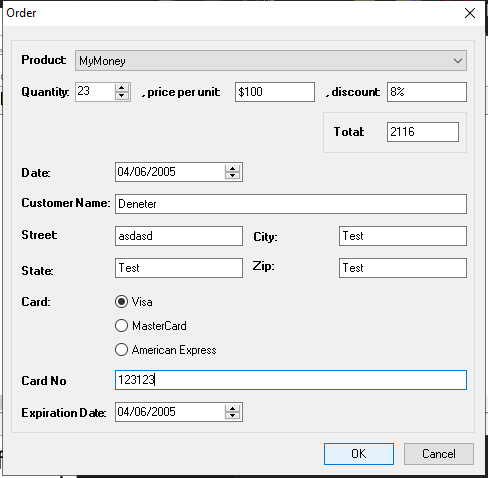 Order
Product: MyMoney
Quantity: 23 , price per unit: $100 , discount: 8%
Total: 2116
Date: 04/06/2005
Customer Name: Deneter
Street: asdasd City: Test
State: Test Zip: Test
Card: Visa
MasterCard
American Express
Card No 123123
Expiration Date: 04/06/2005
OK Cancel